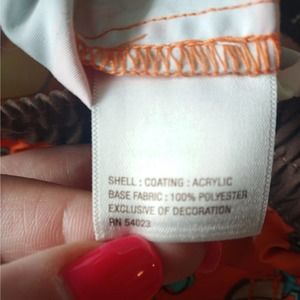 SHELL : COATING : ACRYLIC
BASE FABRIC : 100% POLYESTER
EXCLUSIVE OF DECORATION
RN 54023